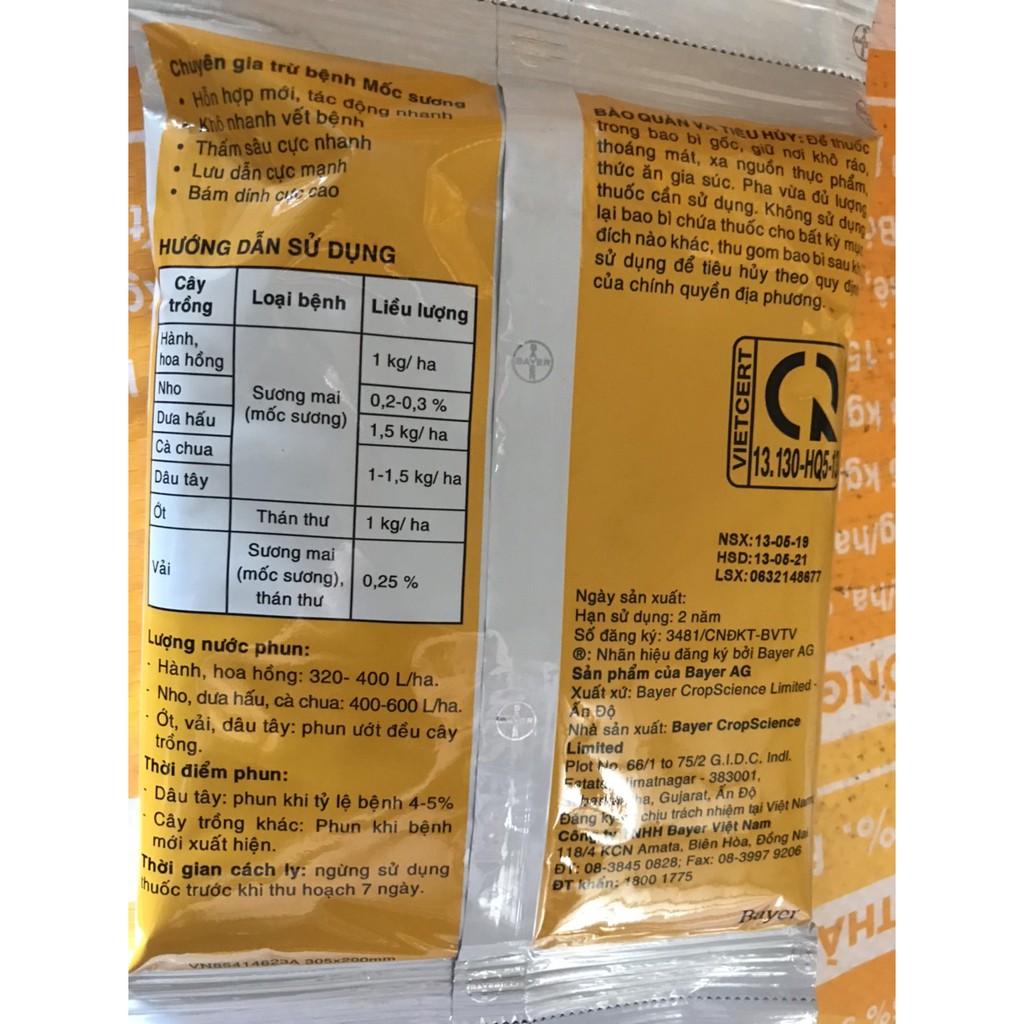 Chuyên gia trừ bệnh Mốc sương
• Hỗn hợp mới, tác động nhanh
• Khô nhanh vết bệnh
• Thấm sâu cực nhanh
• Lưu dẫn cực mạnh
• Bám dính cực cao
HƯỚNG DẪN SỬ DỤNG
Cây trồng
Loại bệnh
Liều lượng
Hành,
hoa hồng
1 kg/ ha
Nho
Sương mai
(mốc sương)
0,2-0,3 %
Dưa hấu
1,5 kg/ ha
Cà chua
Dâu tây
1-1,5 kg/ ha
Ớt
Thán thư
1 kg/ ha
Vải
Sương mai
(mốc sương),
thán thư
0,25 %
Lượng nước phun:
· Hành, hoa hồng: 320- 400 L/ha.
· Nho, dưa hấu, cà chua: 400-600 L/ha.
· Ớt, vải, dâu tây: phun ướt đều cây
trồng.
Thời điểm phun:
· Dâu tây: phun khi tỷ lệ bệnh 4-5%
· Cây trồng khác: Phun khi bệnh
mới xuất hiện.
Thời gian cách ly: ngừng sử dụng
thuốc trước khi thu hoạch 7 ngày.
VN85414623A 305x200mm
BAYER
BẢO QUẢN VÀ TIÊU HỦY: Để thuốc
trong bao bì gốc, giữ nơi khô ráo,
thoáng mát, xa nguồn thực phẩm,
thức ăn gia súc. Pha vừa đủ lượng
thuốc cần sử dụng. Không sử dụng
lại bao bì chứa thuốc cho bất kỳ mục
đích nào khác, thu gom bao bì sau khi
sử dụng để tiêu hủy theo quy định
của chính quyền địa phương.
VIETCERT
13.130-HQ5-13
NSX:13-05-19
HSD:13-05-21
LSX:0632148677
Ngày sản xuất:
Hạn sử dụng: 2 năm
Số đăng ký: 3481/CNĐKT-BVTV
®: Nhãn hiệu đăng ký bởi Bayer AG
Sản phẩm của Bayer AG
Xuất xứ: Bayer CropScience Limited -
Ấn Độ
Nhà sản xuất: Bayer CropScience
Limited
Plot No. 66/1 to 75/2 G.I.D.C. Indl.
Estate, Himatnagar - 383001,
Gujarat, Ấn Độ
Đăng ký chịu trách nhiệm tại Việt Nam
Công ty TNHH Bayer Việt Nam
118/4 KCN Amata, Biên Hòa, Đồng Nai
ĐT: 08-3845 0828; Fax: 08-3997 9206
ĐT khẩn: 1800 1775
Bayer